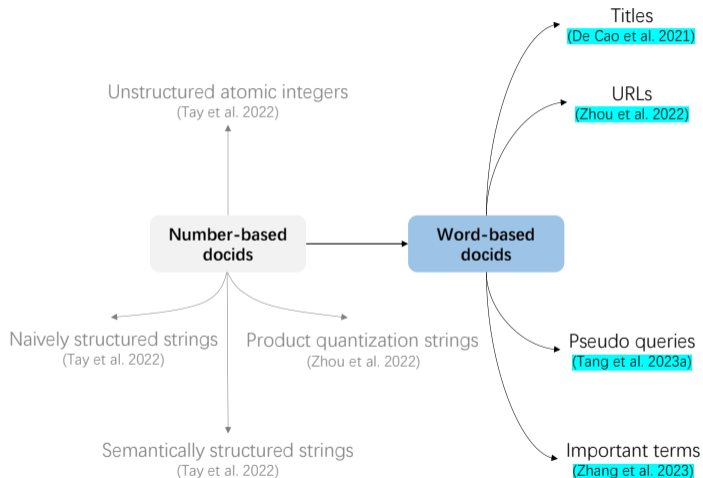 Titles
(De Cao et al. 2021)
Unstructured atomic integers
(Tay et al. 2022)
URLs
(Zhou et al. 2022)
Number-based
docids
Word-based
docids
Naively structured strings
(Tay et al. 2022)
Product quantization strings
(Zhou et al. 2022)
Pseudo queries
(Tang et al. 2023a)
Semantically structured strings
(Tay et al. 2022)
Important terms
(Zhang et al. 2023)